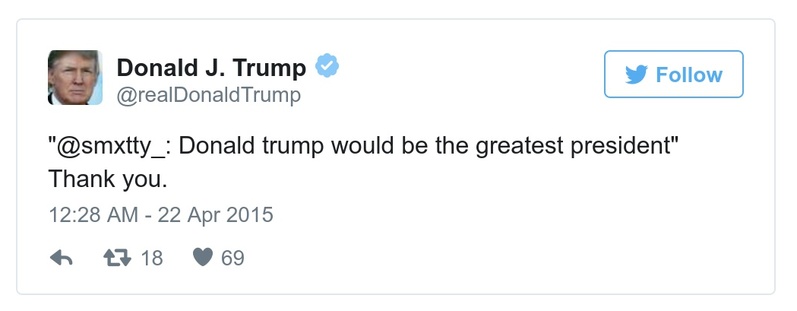 Donald J. Trump
@realDonaldTrump
Follow
"@smxtty_: Donald trump would be the greatest president"
Thank you.
12:28 AM - 22 Apr 2015
18 69